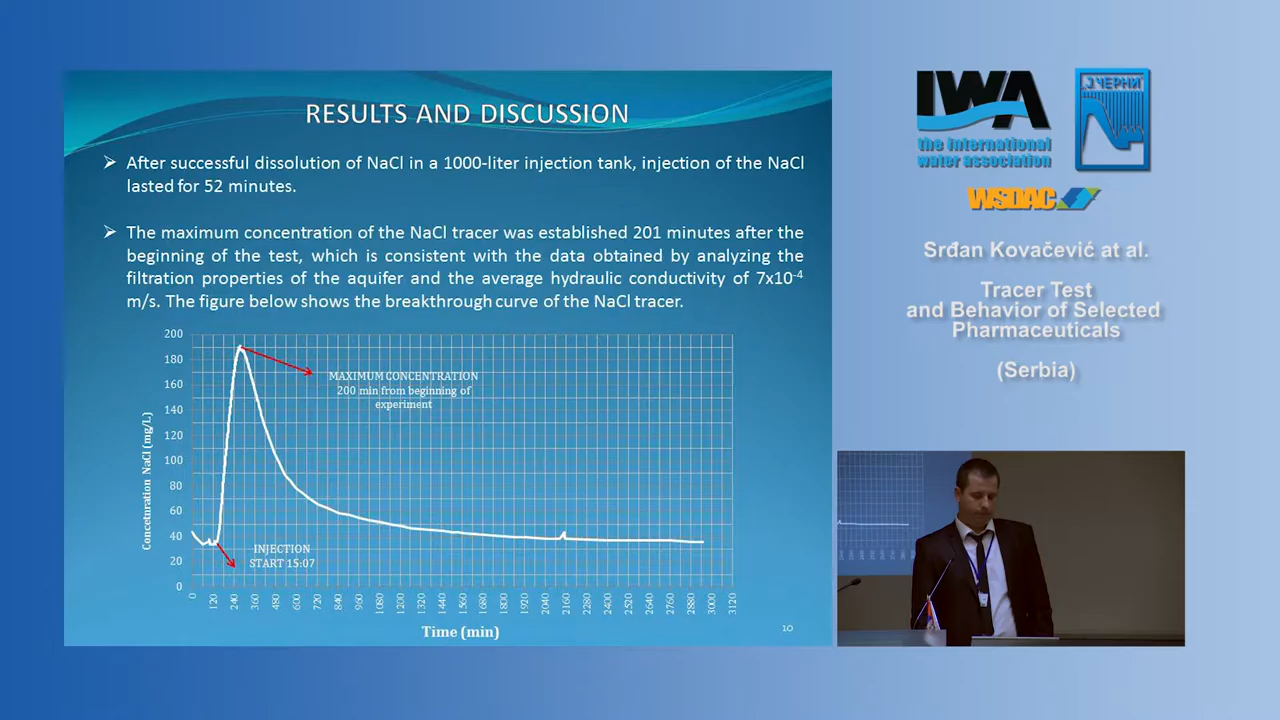 RESULTS AND DISCUSSION
➢ After successful dissolution of NaCl in a 1000-liter injection tank, injection of the NaCl
lasted for 52 minutes.
➢ The maximum concentration of the NaCl tracer was established 201 minutes after the
beginning of the test, which is consistent with the data obtained by analyzing the
filtration properties of the aquifer and the average hydraulic conductivity of 7x10⁻⁴
m/s. The figure below shows the breakthrough curve of the NaCl tracer.
200
180
160
140
120
100
80
60
40
20
0
Concetnration NaCl (mg/L)
MAXIMUM CONCENTRATION
200 min from beginning of
experiment
INJECTION
START 15:07
0 120 240 360 480 600 720 840 960 1080 1200 1320 1440 1560 1680 1800 1920 2040 2160 2280 2400 2520 2640 2760 2880 3000 3120
Time (min)
10
IWA
the international
water association
Ј.ЧЕРНИ
WSDAC
Srđan Kovačević at al.
Tracer Test
and Behavior of Selected
Pharmaceuticals
(Serbia)